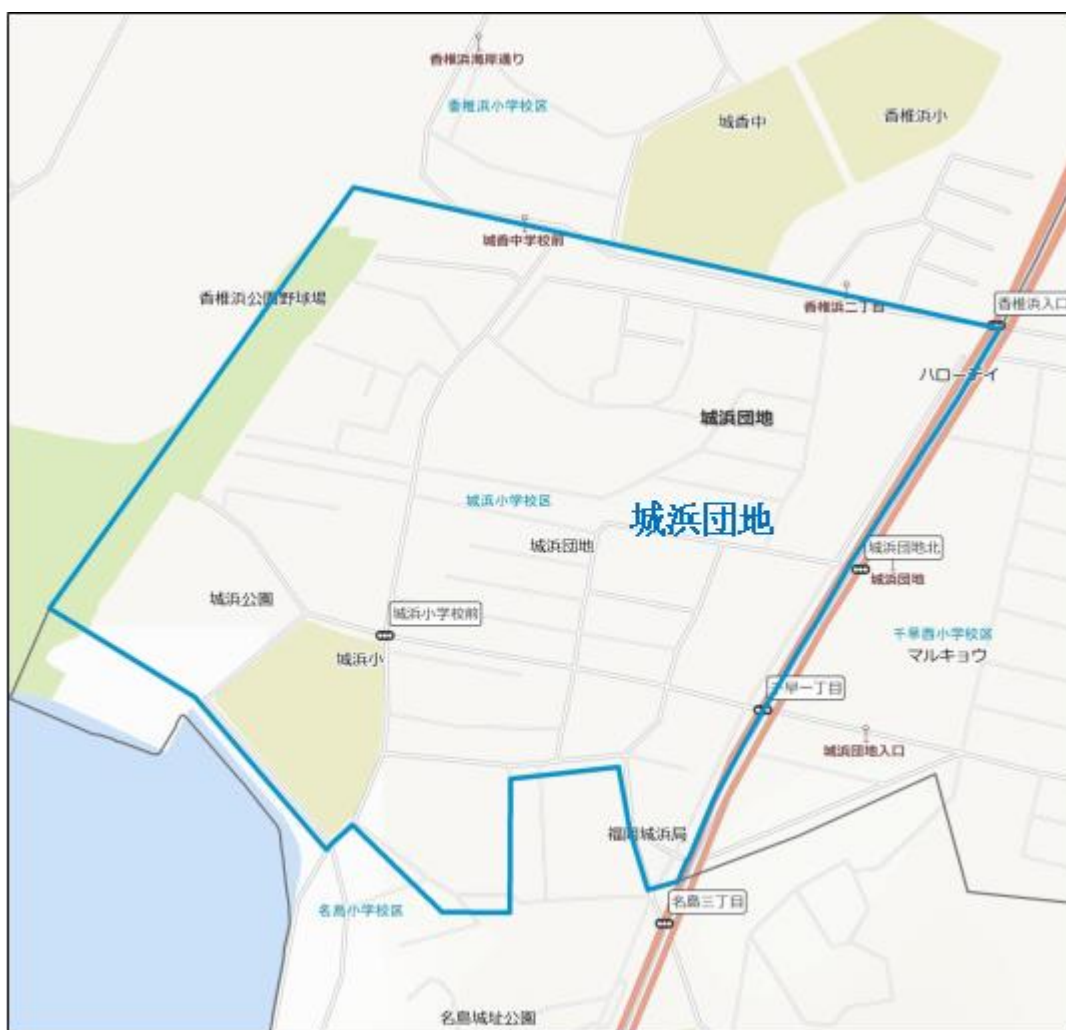 香椎浜海岸通り
香椎浜小学校区
城香中
香椎浜小
城香中学校前
香椎浜公園野球場
香椎浜二丁目
香椎浜入口
ハローデイ
城浜団地
城浜小学校区
城浜団地
城浜団地
城浜団地北
城浜団地
城浜公園
城浜小学校前
千早西小学校区
マルキョウ
城浜小
千早一丁目
城浜団地入口
福岡城浜局
名島小学校区
名島三丁目
名島城址公園